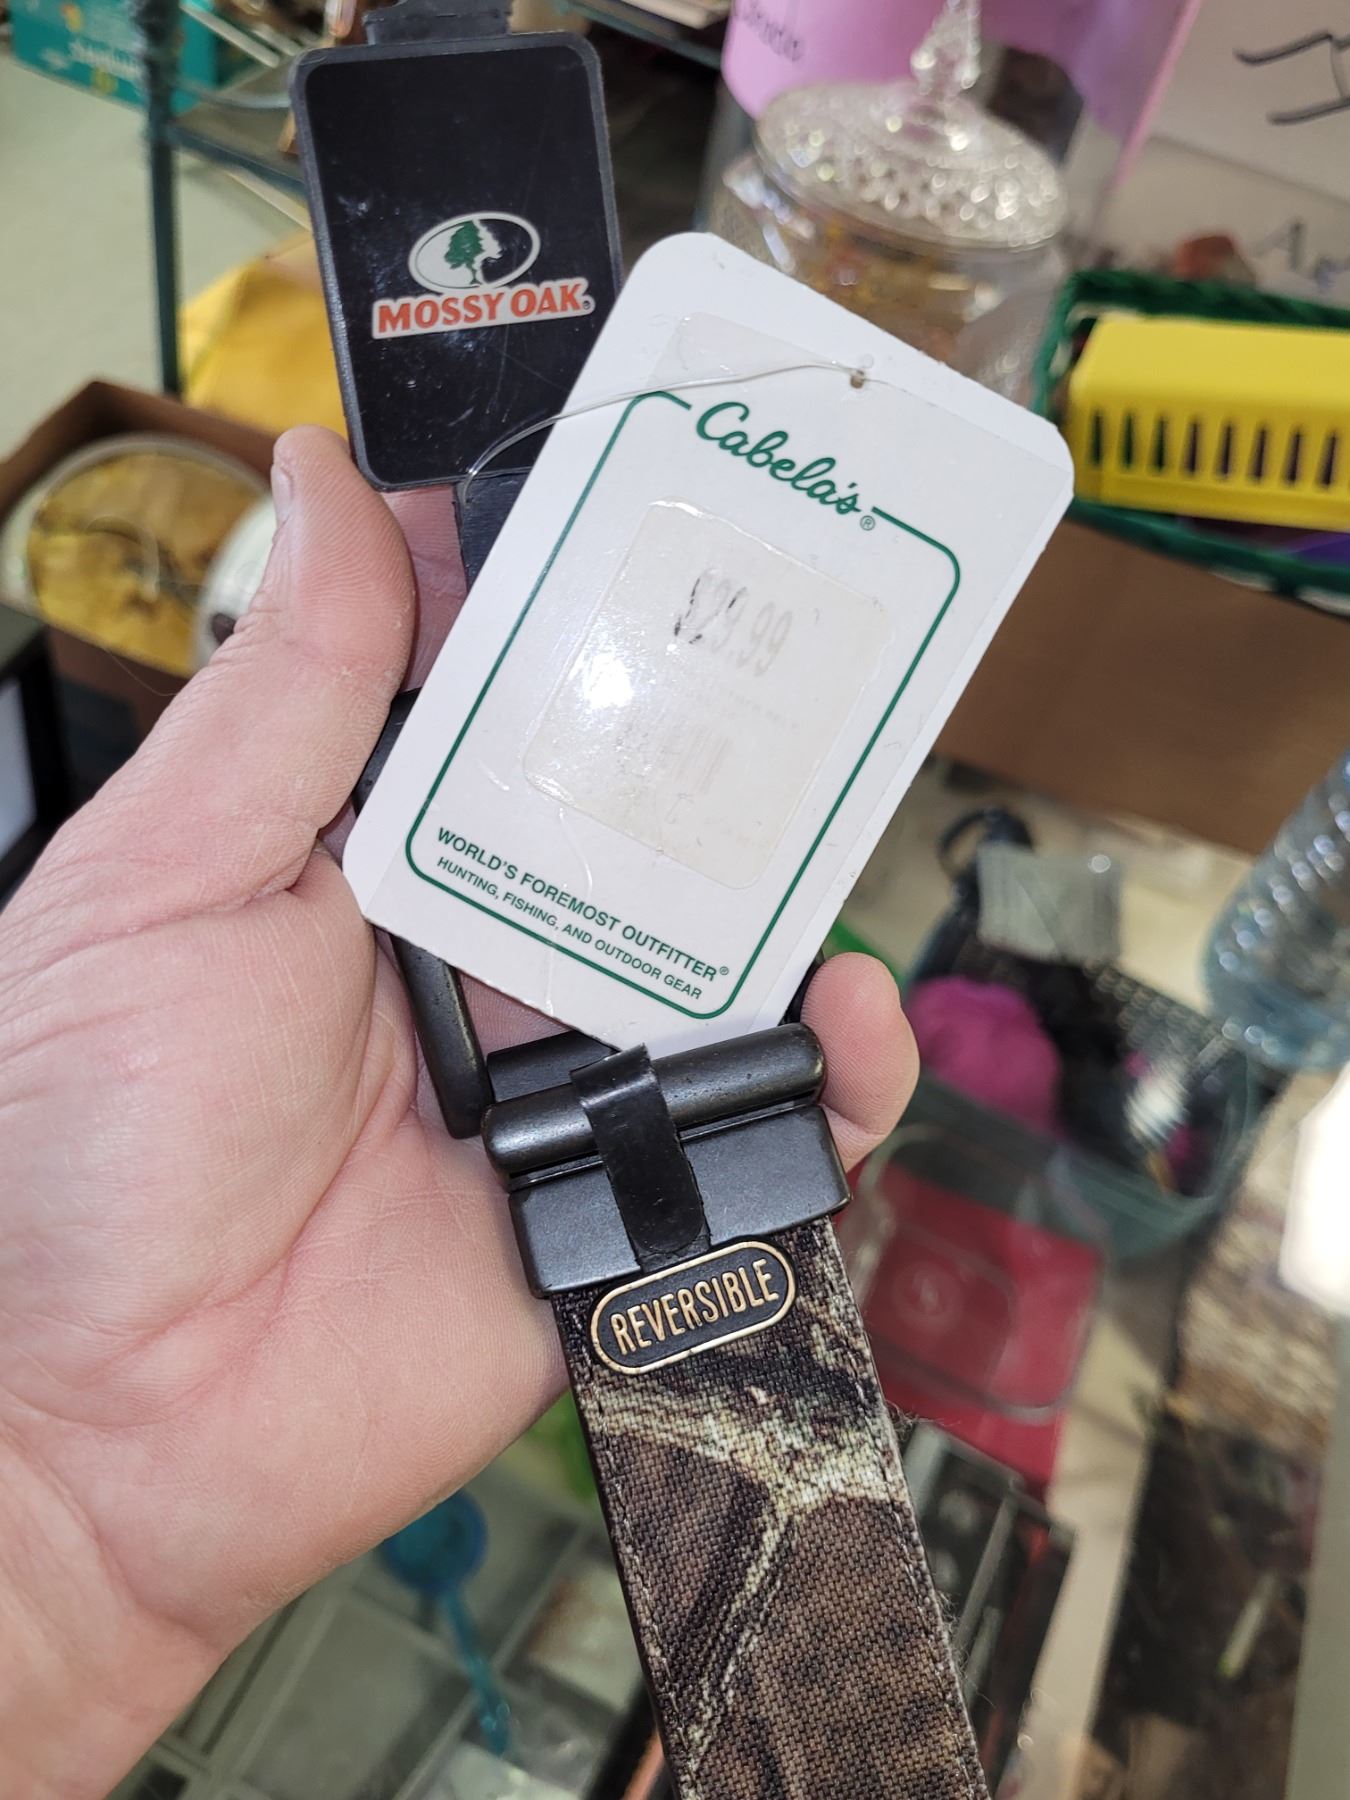 MOSSY OAK®
Cabela's®
$29.99
WORLD'S FOREMOST OUTFITTER®
HUNTING, FISHING, AND OUTDOOR GEAR
REVERSIBLE